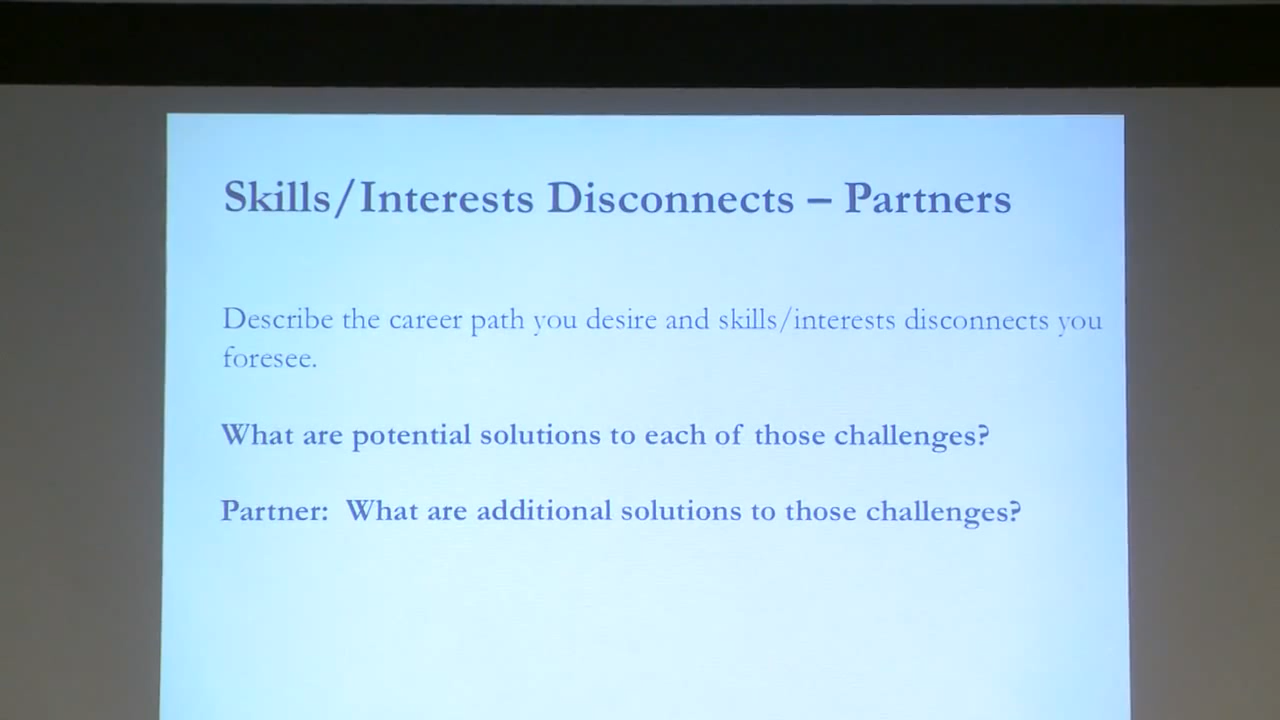 Skills/Interests Disconnects – Partners
Describe the career path you desire and skills/interests disconnects you
foresee.
What are potential solutions to each of those challenges?
Partner: What are additional solutions to those challenges?